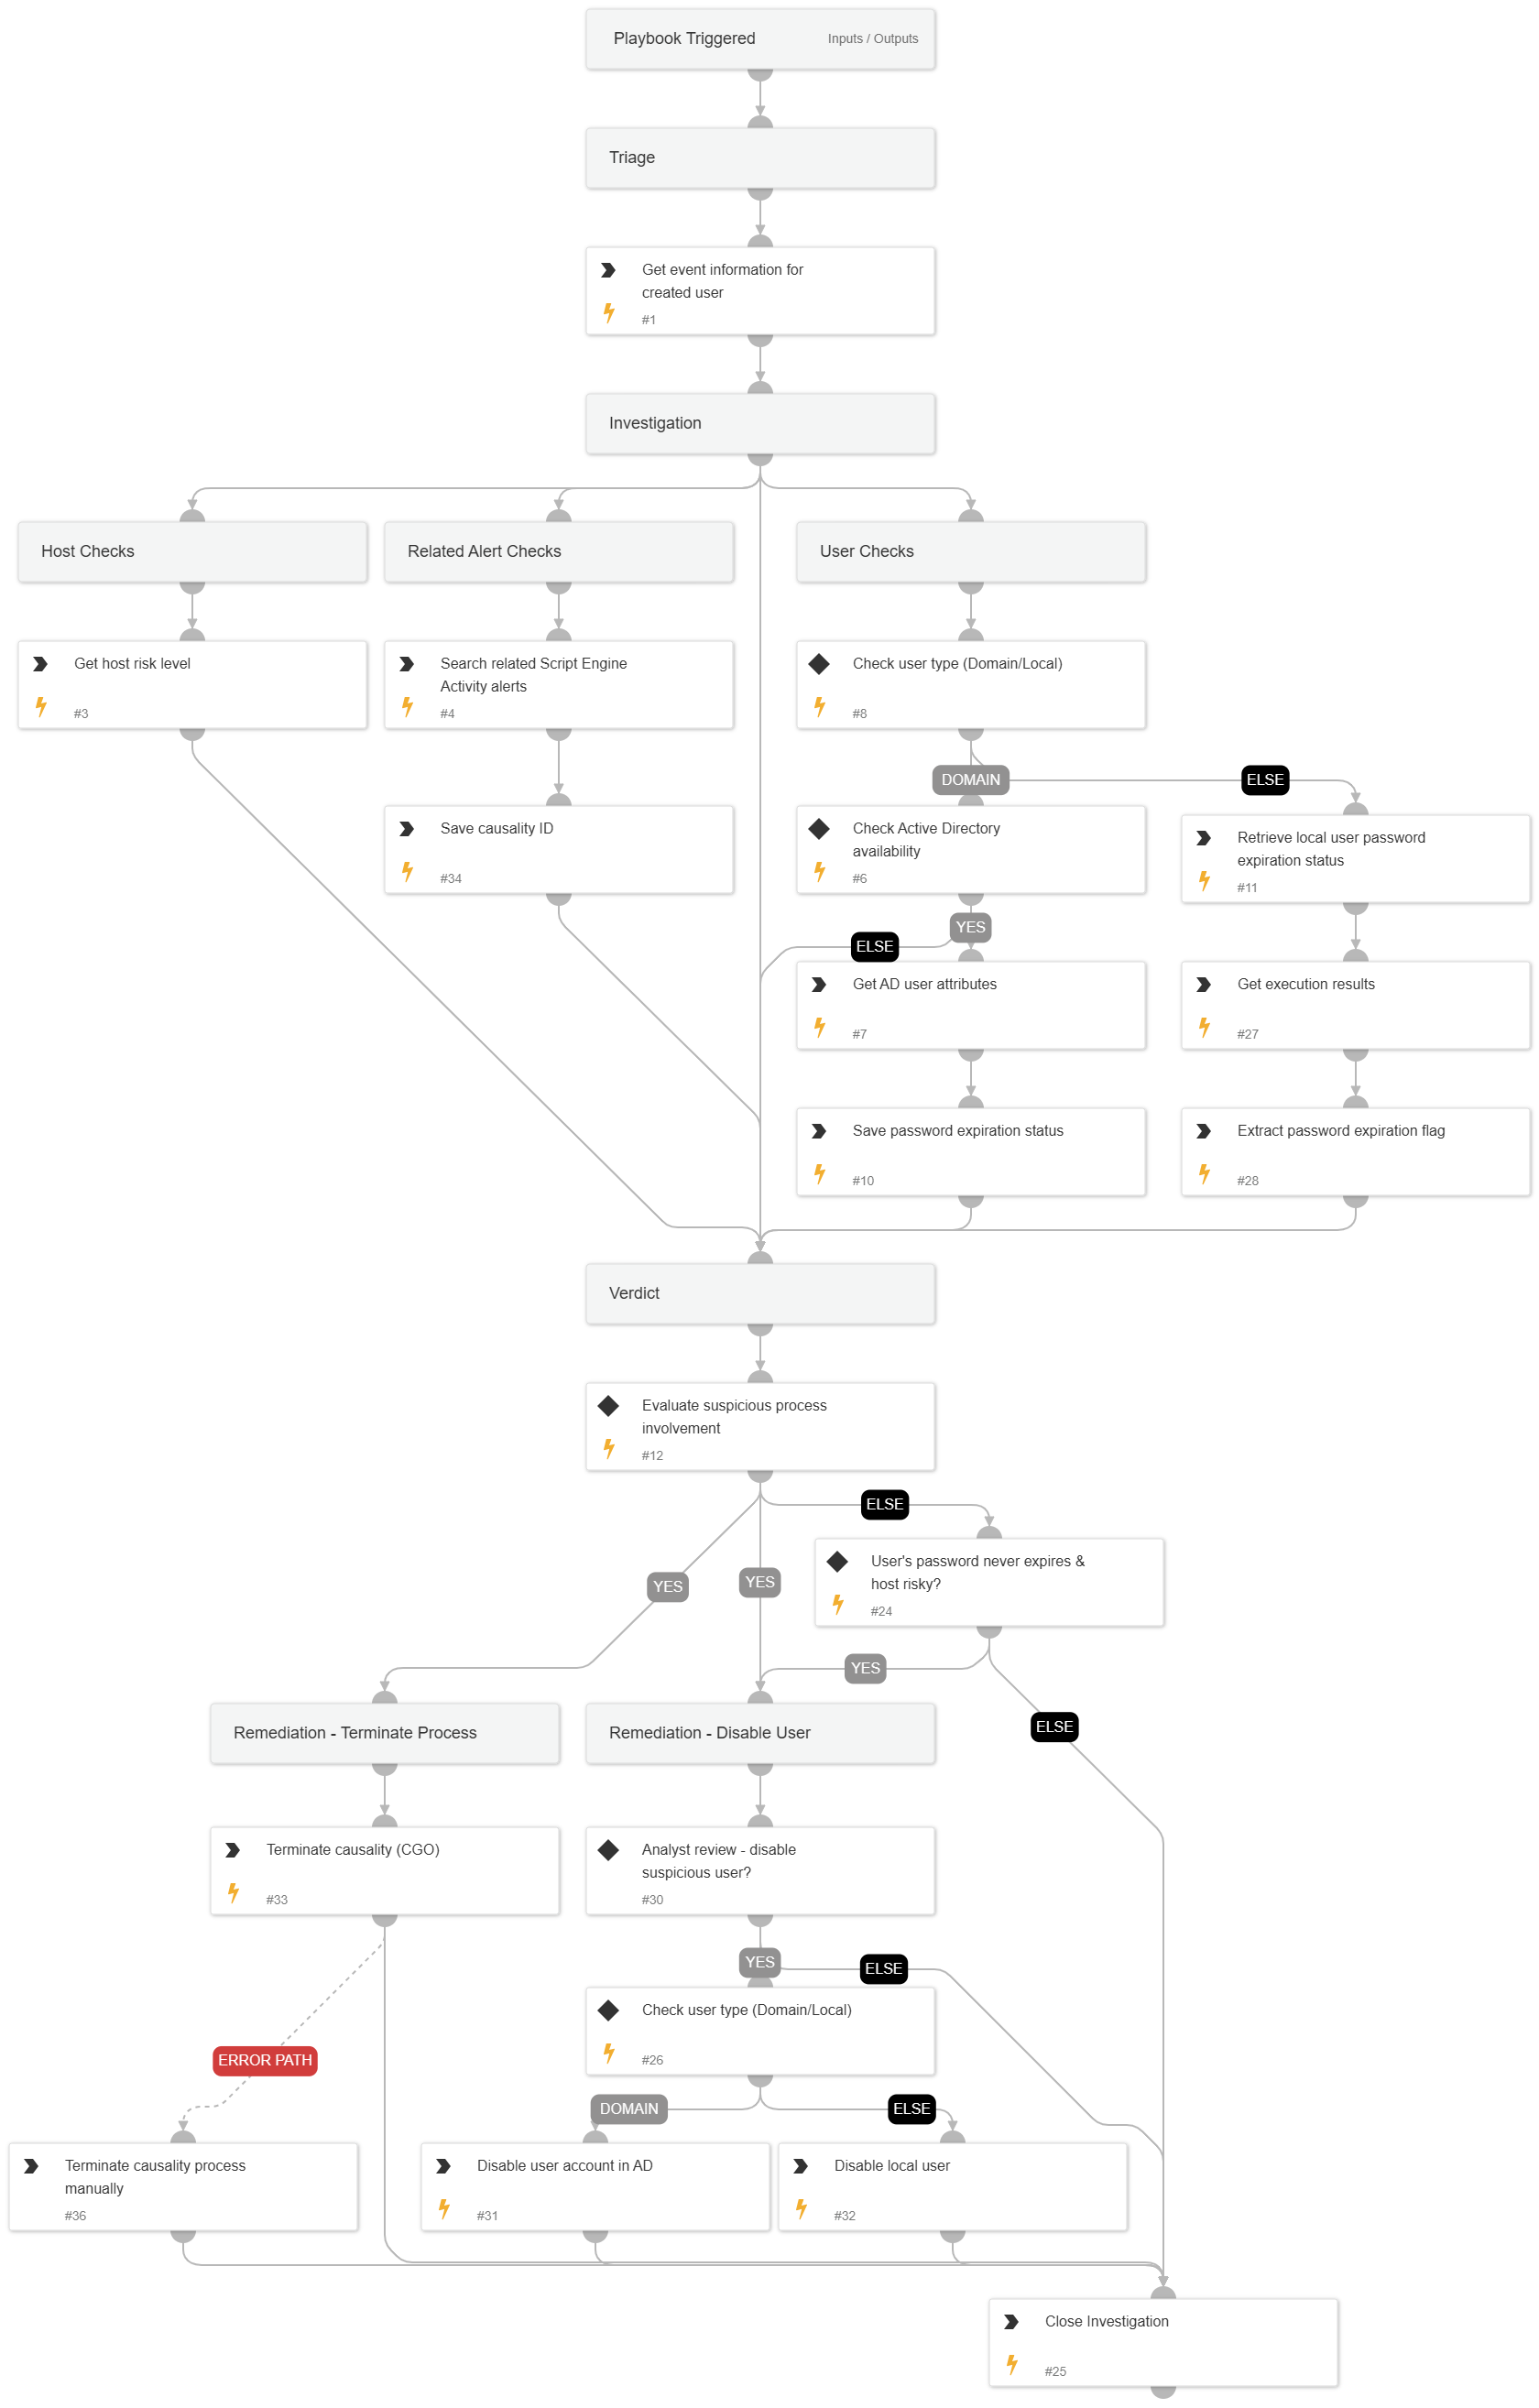 Playbook Triggered
Inputs / Outputs
Triage
Get event information for
created user
#1
Investigation
Host Checks
Related Alert Checks
User Checks
Get host risk level
#3
Search related Script Engine
Activity alerts
#4
Check user type (Domain/Local)
#8
DOMAIN
ELSE
Save causality ID
#34
Check Active Directory
availability
#6
Retrieve local user password
expiration status
#11
YES
ELSE
Get AD user attributes
#7
Get execution results
#27
Save password expiration status
#10
Extract password expiration flag
#28
Verdict
Evaluate suspicious process
involvement
#12
ELSE
YES
YES
User's password never expires &
host risky?
#24
YES
ELSE
Remediation - Terminate Process
Remediation - Disable User
Terminate causality (CGO)
#33
Analyst review - disable
suspicious user?
#30
YES
ELSE
Check user type (Domain/Local)
#26
ERROR PATH
DOMAIN
ELSE
Terminate causality process
manually
#36
Disable user account in AD
#31
Disable local user
#32
Close Investigation
#25